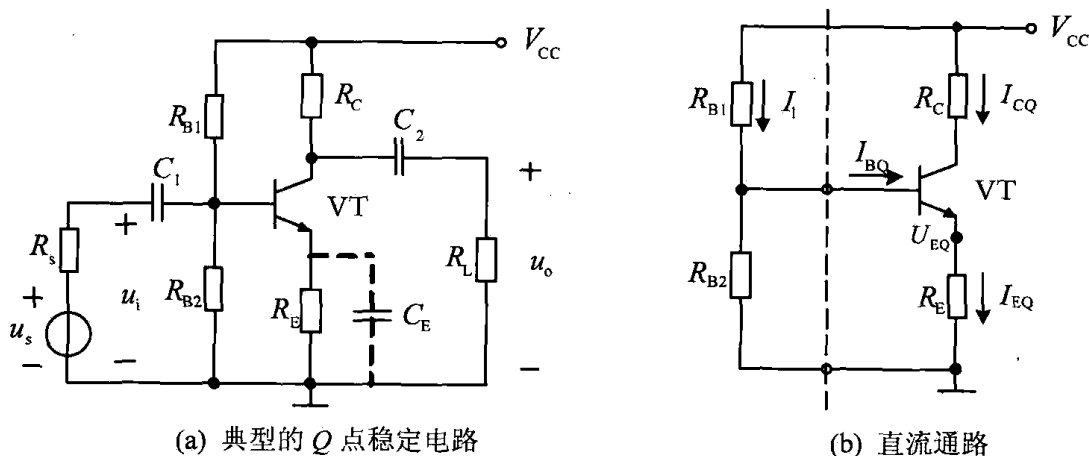 V_CC
R_B1
R_C
C_1
C_2
+
+
VT
R_s
+
u_i
R_B2
R_E
C_E
R_L
u_o
u_s
−
−
−
(a) 典型的 Q 点稳定电路
V_CC
R_B1
I_1
R_C
I_CQ
I_BQ
VT
U_EQ
R_B2
R_E
I_EQ
(b) 直流通路